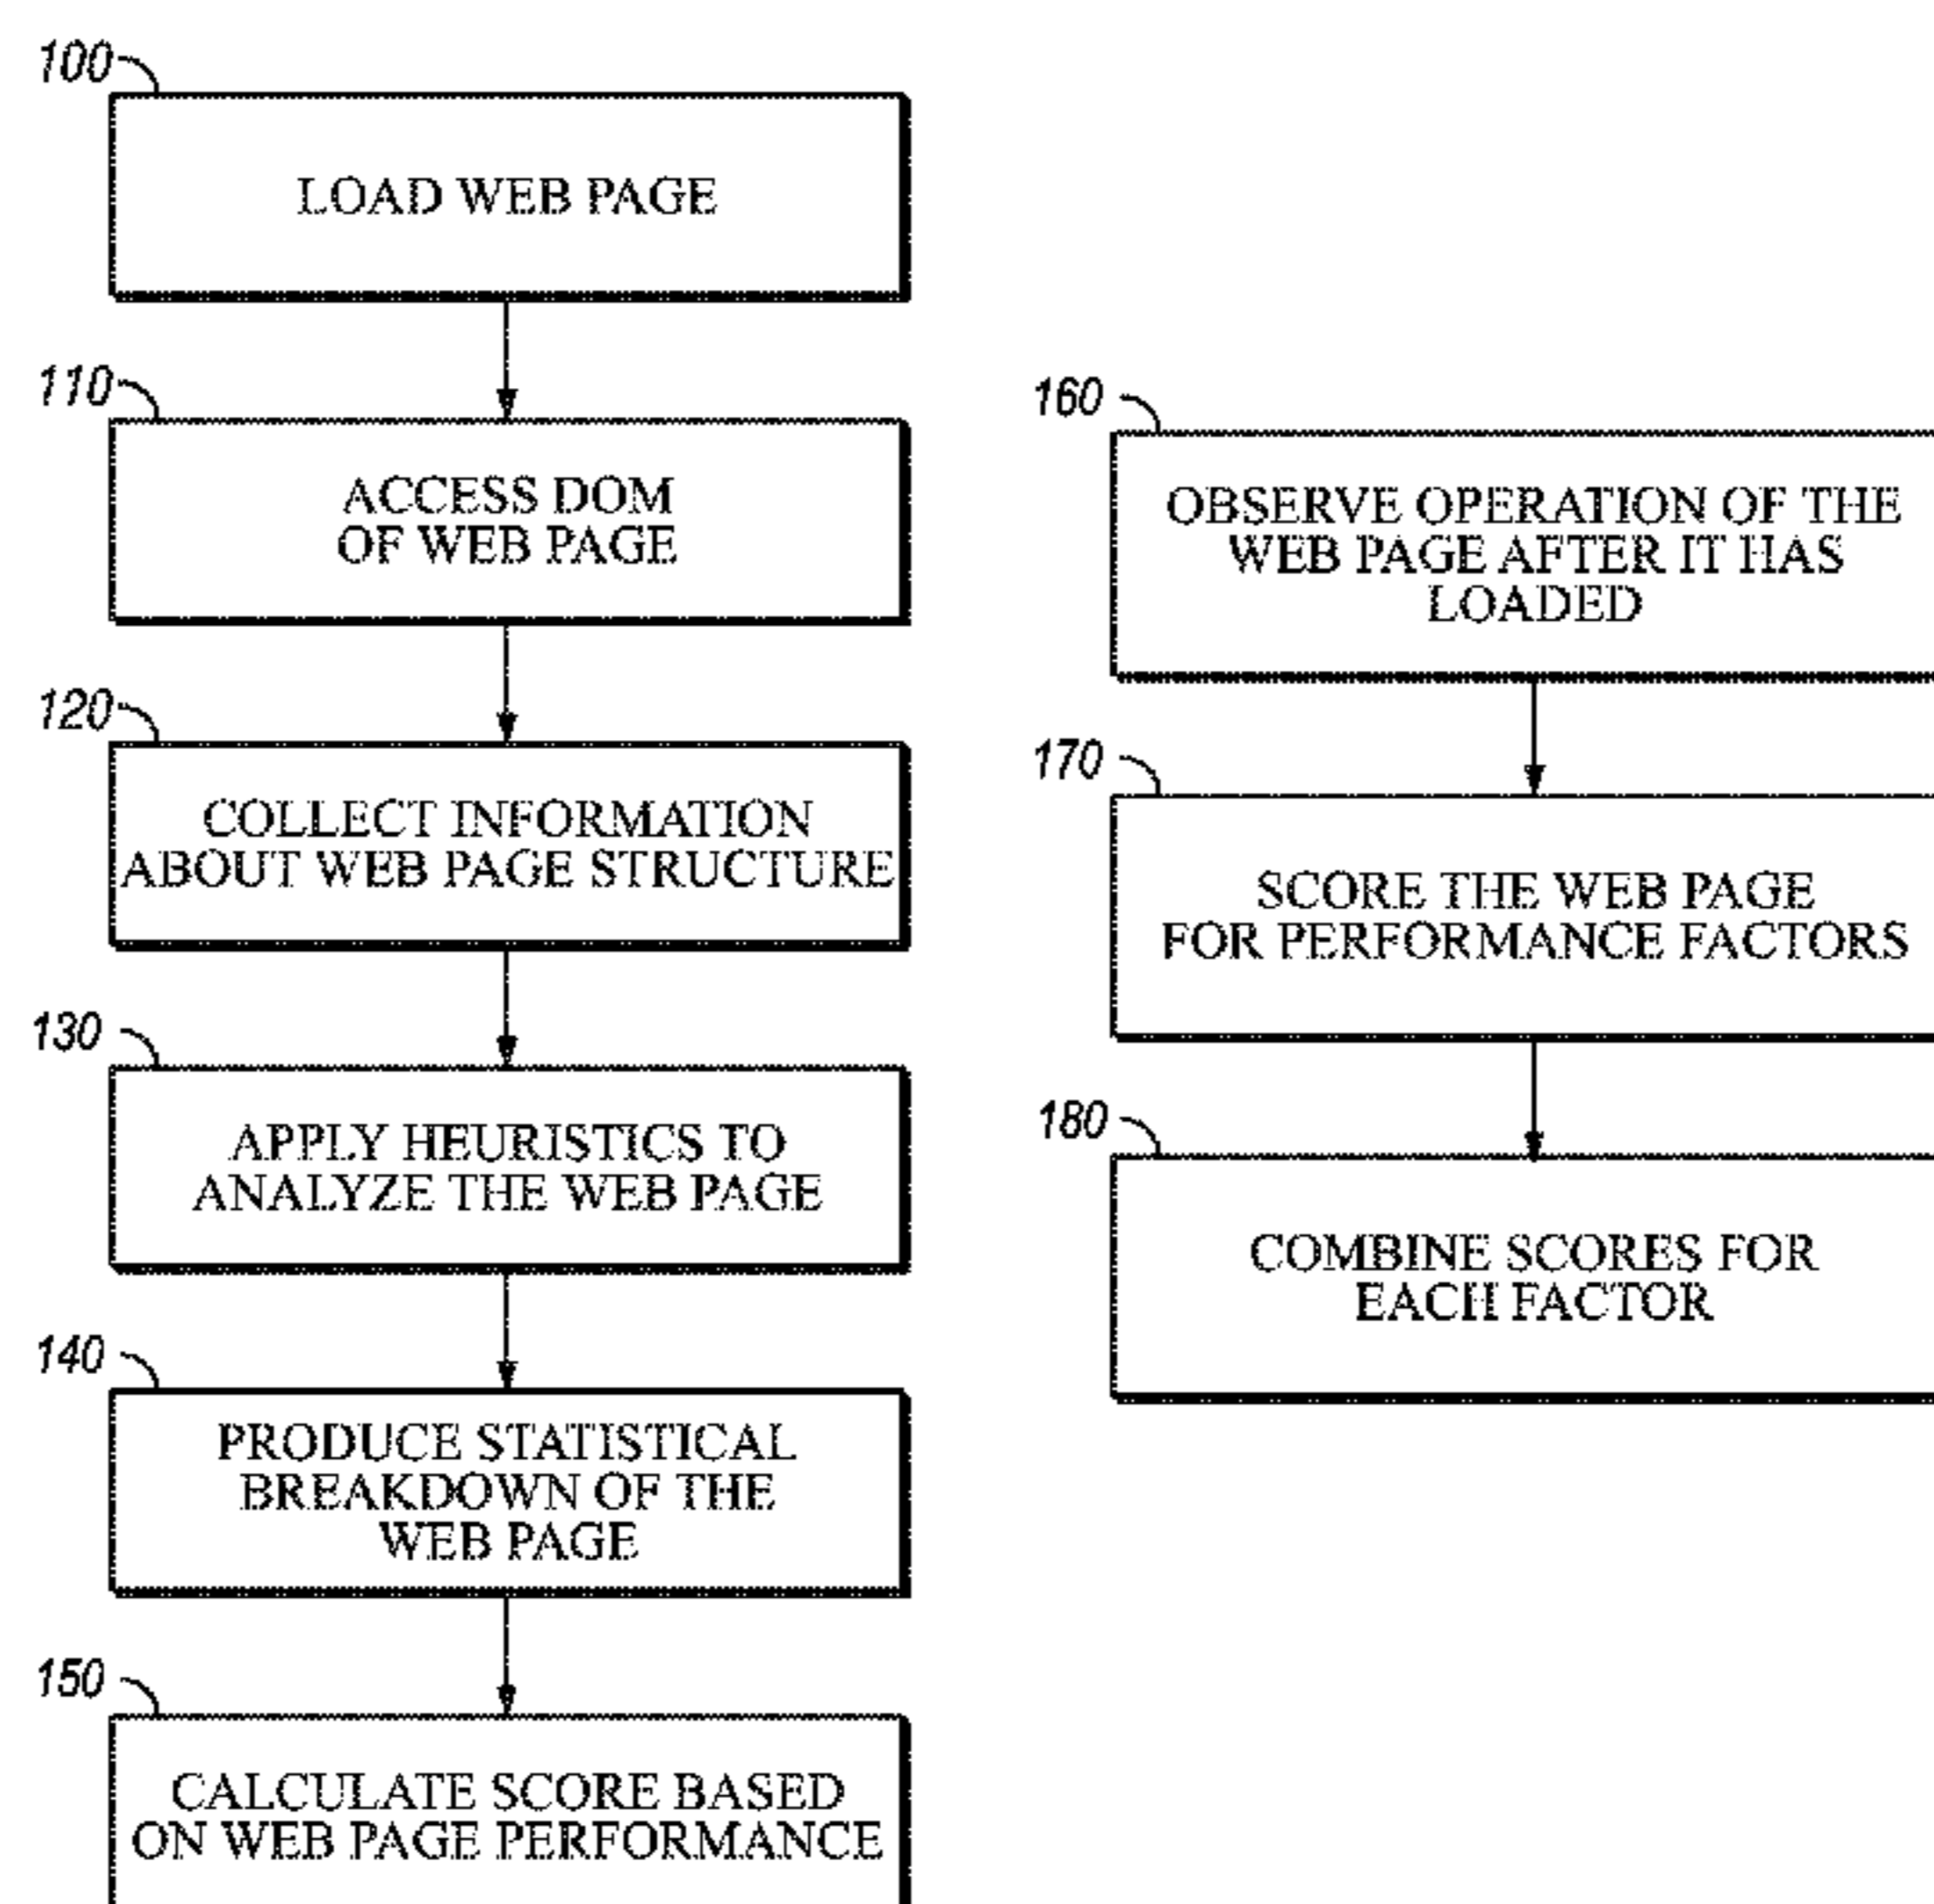 100
LOAD WEB PAGE
110
ACCESS DOM
OF WEB PAGE
120
COLLECT INFORMATION
ABOUT WEB PAGE STRUCTURE
130
APPLY HEURISTICS TO
ANALYZE THE WEB PAGE
140
PRODUCE STATISTICAL
BREAKDOWN OF THE
WEB PAGE
150
CALCULATE SCORE BASED
ON WEB PAGE PERFORMANCE
160
OBSERVE OPERATION OF THE
WEB PAGE AFTER IT HAS
LOADED
170
SCORE THE WEB PAGE
FOR PERFORMANCE FACTORS
180
COMBINE SCORES FOR
EACH FACTOR